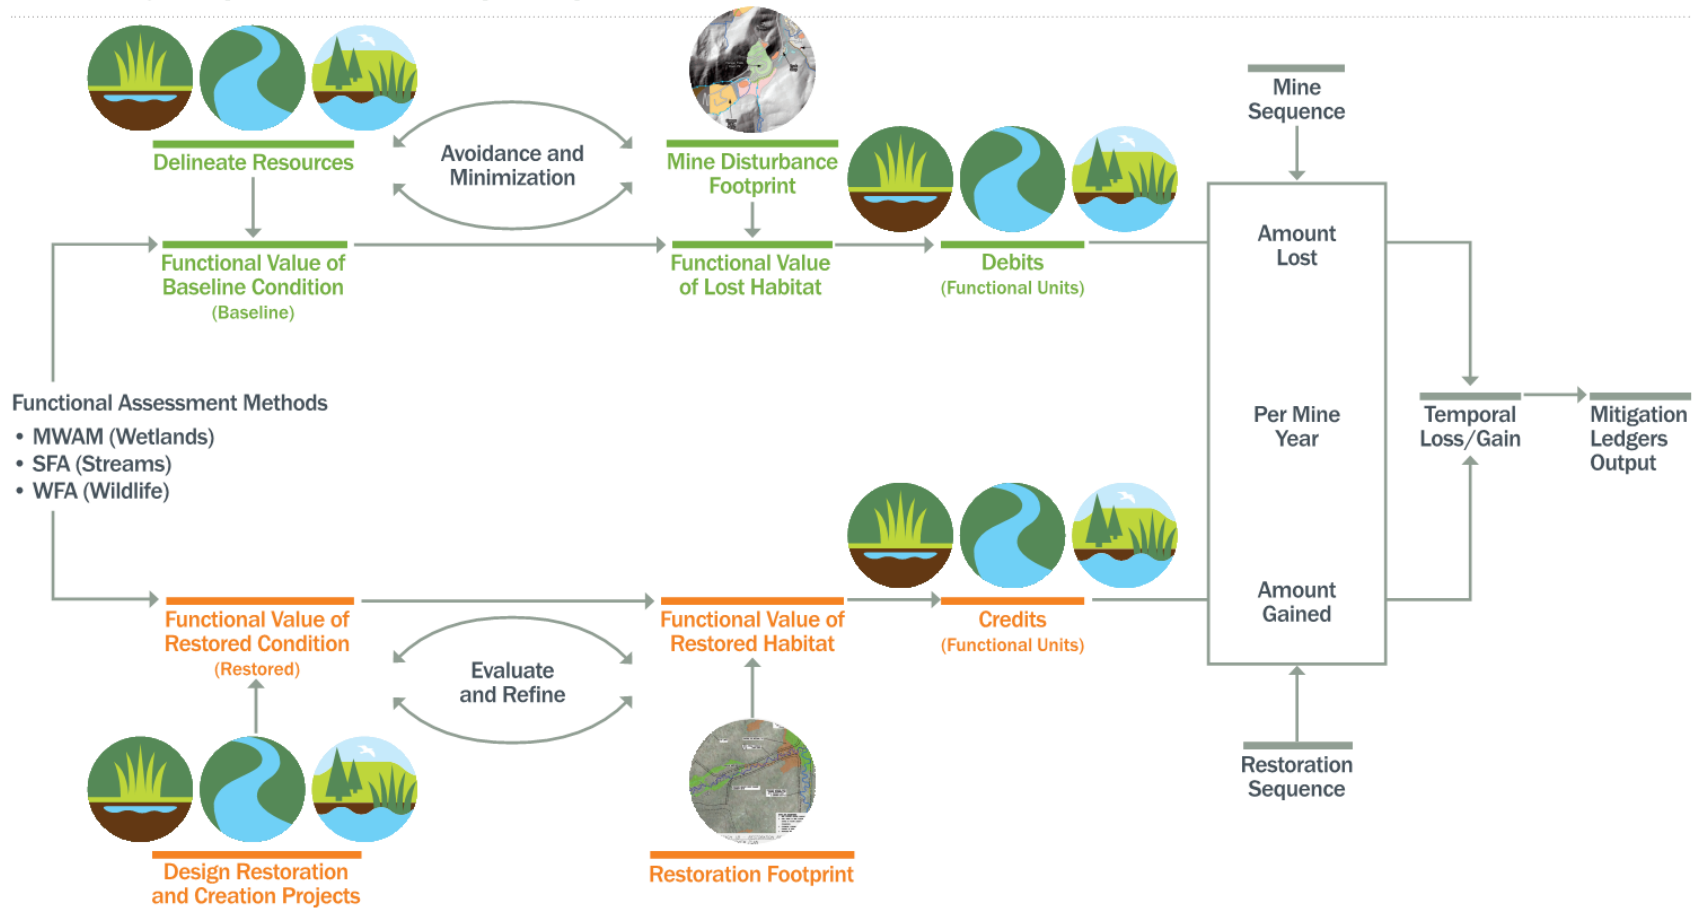 Mine
Sequence
Delineate Resources
Avoidance and
Minimization
Mine Disturbance
Footprint
Functional Value of
Baseline Condition
(Baseline)
Functional Value
of Lost Habitat
Debits
(Functional Units)
Amount
Lost
Functional Assessment Methods
• MWAM (Wetlands)
• SFA (Streams)
• WFA (Wildlife)
Per Mine
Year
Temporal
Loss/Gain
Mitigation
Ledgers
Output
Functional Value of
Restored Condition
(Restored)
Evaluate
and Refine
Functional Value of
Restored Habitat
Credits
(Functional Units)
Amount
Gained
Restoration
Sequence
Design Restoration
and Creation Projects
Restoration Footprint